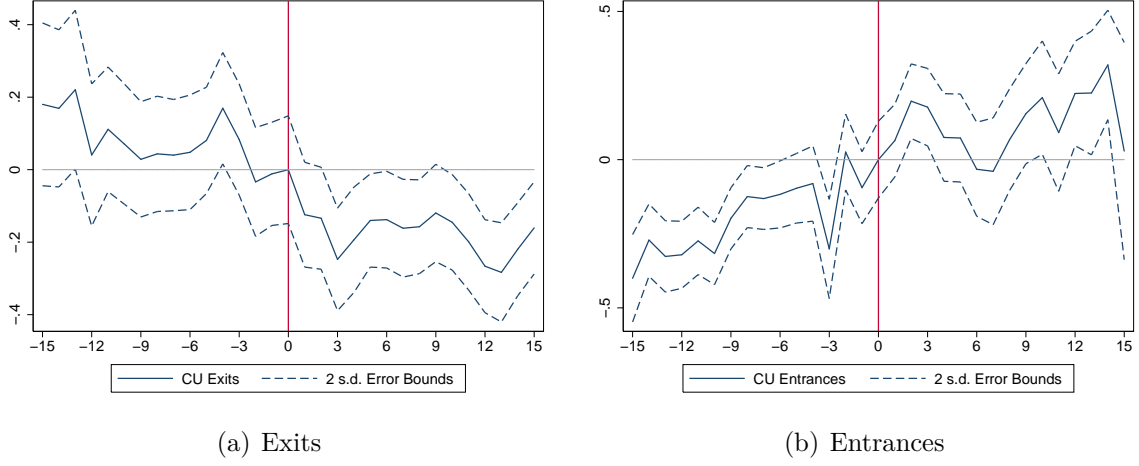 .4
.2
0
-.2
-.4
−15 −12 −9 −6 −3 0 3 6 9 12 15
CU Exits 2 s.d. Error Bounds
(a) Exits
.5
0
-.5
−15 −12 −9 −6 −3 0 3 6 9 12 15
CU Entrances 2 s.d. Error Bounds
(b) Entrances